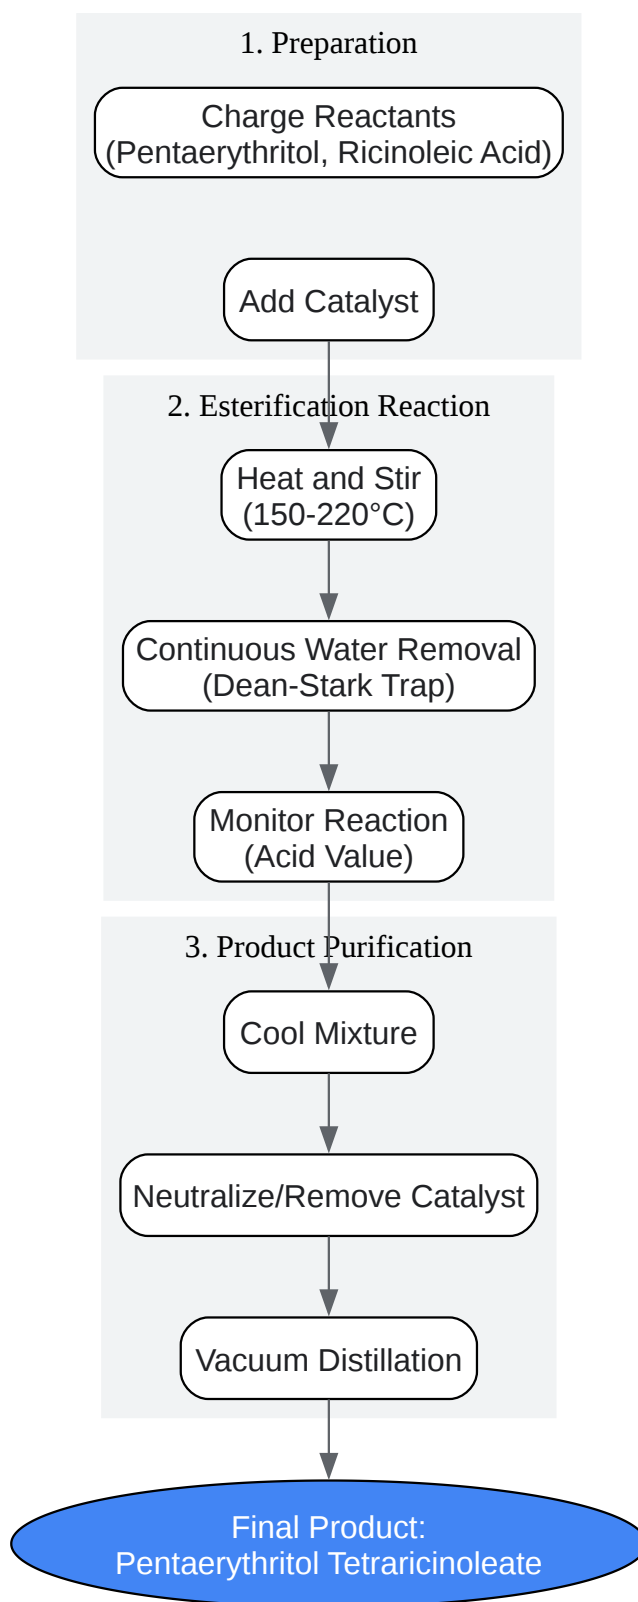 1. Preparation
Charge Reactants
(Pentaerythritol, Ricinoleic Acid)
Add Catalyst
2. Esterification Reaction
Heat and Stir
(150-220°C)
Continuous Water Removal
(Dean-Stark Trap)
Monitor Reaction
(Acid Value)
3. Product Purification
Cool Mixture
Neutralize/Remove Catalyst
Vacuum Distillation
Final Product:
Pentaerythritol Tetraricinoleate